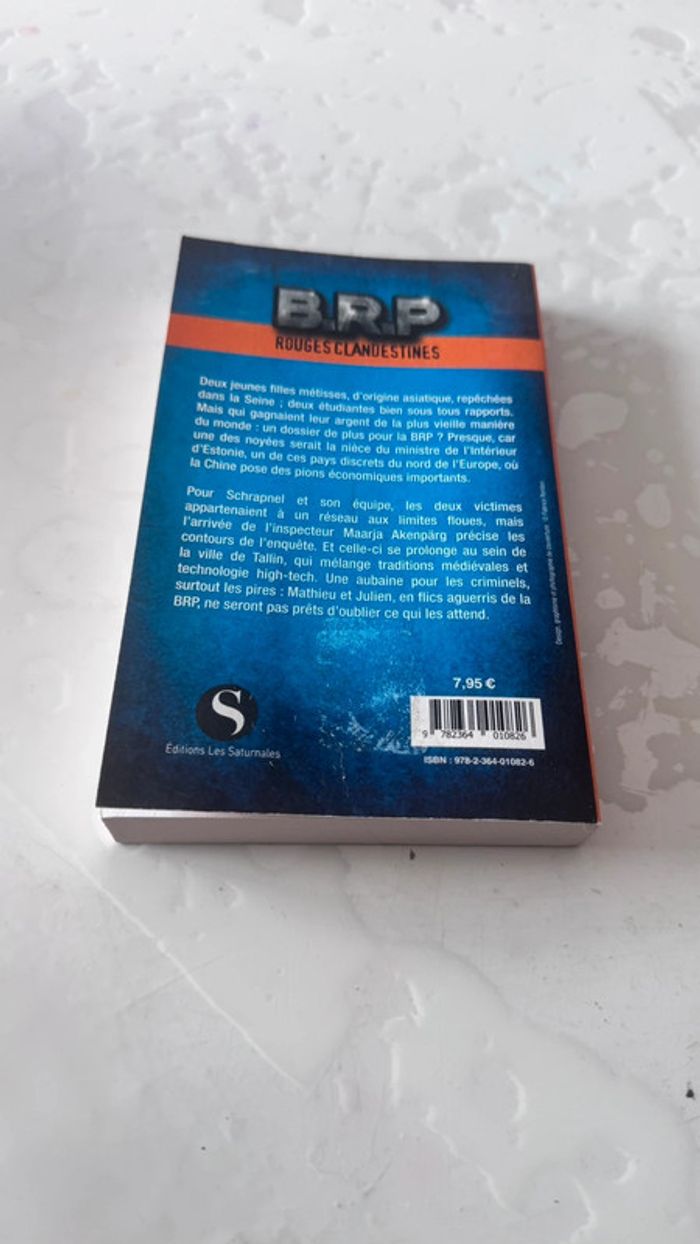 B.R.P
ROUGES CLANDESTINES
Deux jeunes filles métisses, d'origine asiatique, repêchées
dans la Seine ; deux étudiantes bien sous tous rapports.
Mais qui gagnaient leur argent de la plus vieille manière
du monde : un dossier de plus pour la BRP ? Presque, car
une des noyées serait la nièce du ministre de l'Intérieur
d'Estonie, un de ces pays discrets du nord de l'Europe, où
la Chine pose des pions économiques importants.
Pour Schrapnel et son équipe, les deux victimes
appartenaient à un réseau aux limites floues, mais
l'arrivée de l'inspecteur Maarja Akenpärg précise les
contours de l'enquête. Et celle-ci se prolonge au sein de
la ville de Tallin, qui mélange traditions médiévales et
technologie high-tech. Une aubaine pour les criminels,
surtout les pires : Mathieu et Julien, en flics aguerris de la
BRP, ne seront pas prêts d'oublier ce qui les attend.
7,95 €
S
Éditions Les Saturnales
9 782364 010826
ISBN : 978-2-364-01082-6
Design, graphisme et photographie de couverture : ©